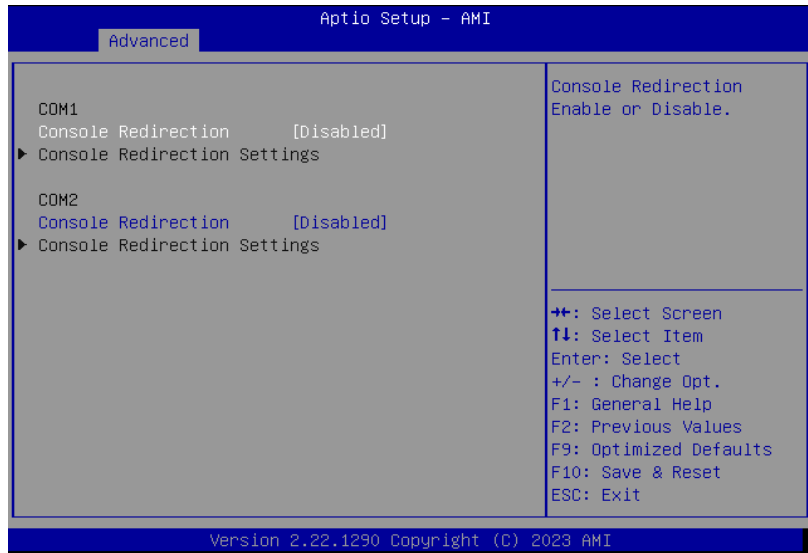 Aptio Setup – AMI
Advanced
COM1
Console Redirection [Disabled]
► Console Redirection Settings
COM2
Console Redirection [Disabled]
► Console Redirection Settings
Console Redirection
Enable or Disable.
→←: Select Screen
↑↓: Select Item
Enter: Select
+/- : Change Opt.
F1: General Help
F2: Previous Values
F9: Optimized Defaults
F10: Save & Reset
ESC: Exit
Version 2.22.1290 Copyright (C) 2023 AMI